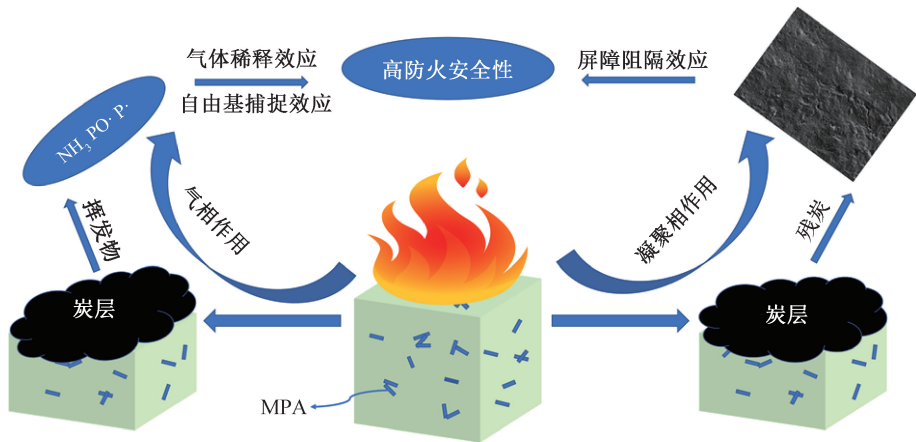 气体稀释效应
自由基捕捉效应
高防火安全性
屏障阻隔效应
NH₃ PO· P·
挥发物
气相作用
凝聚相作用
残炭
炭层
炭层
MPA